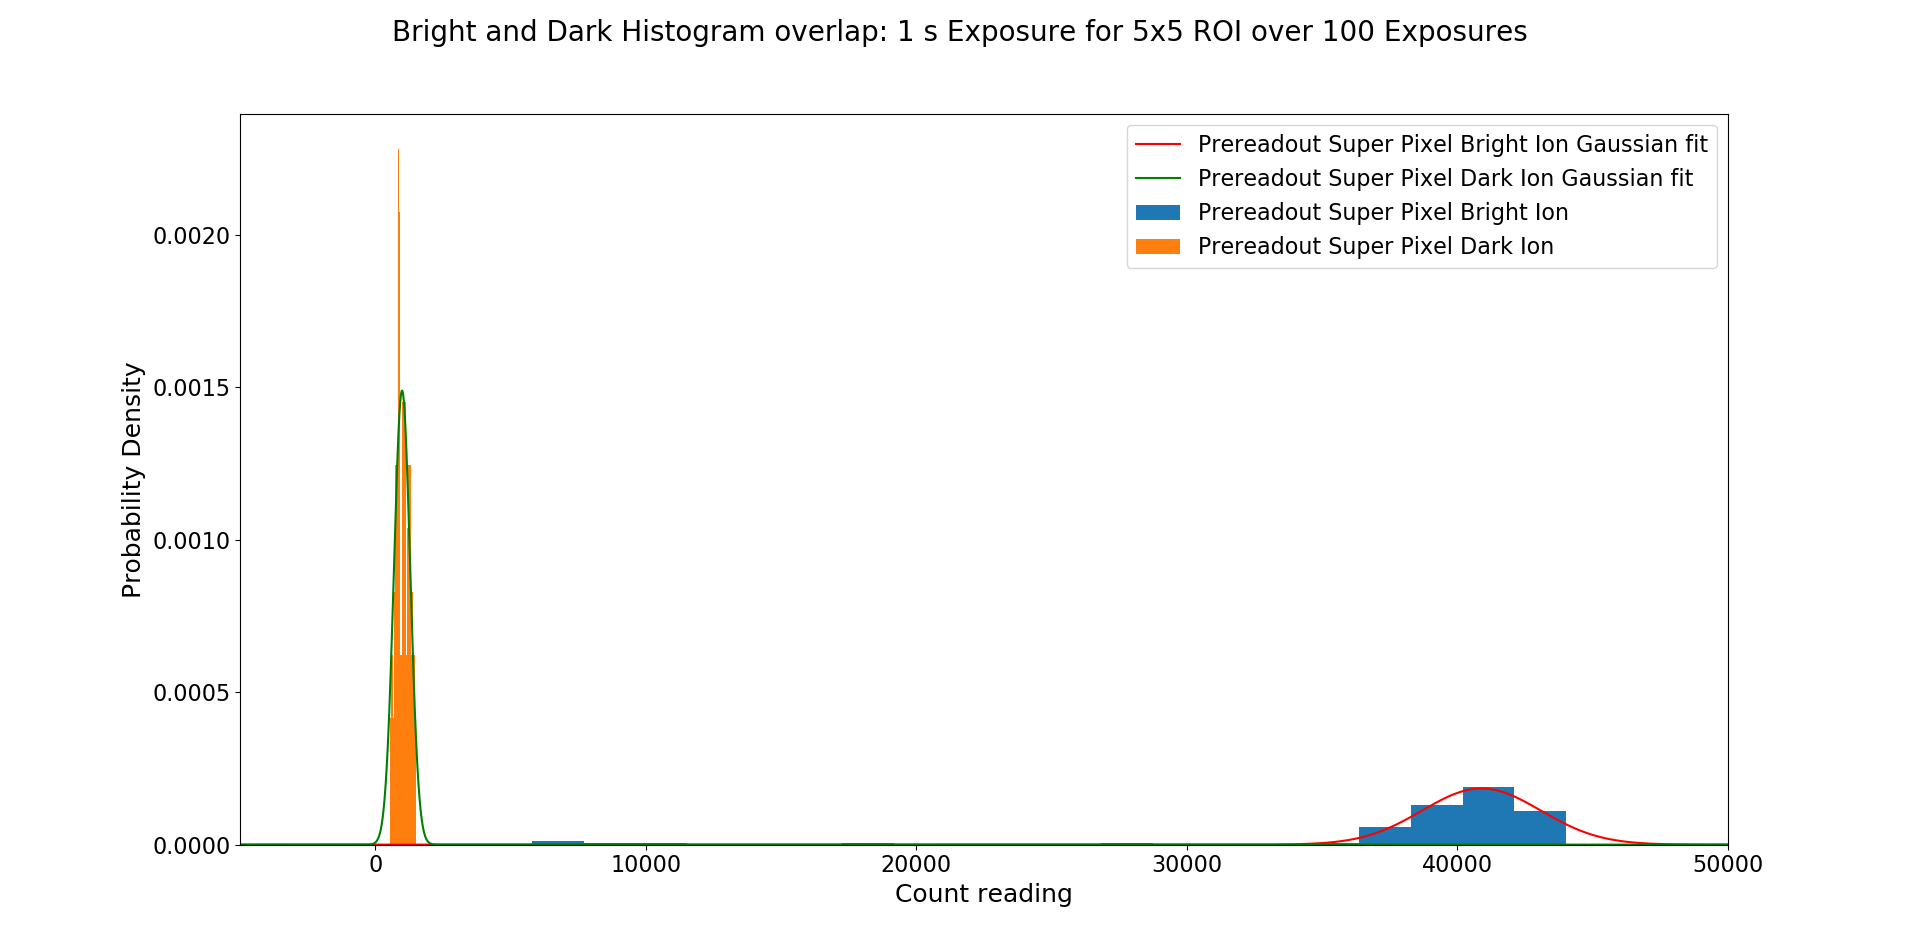 Bright and Dark Histogram overlap: 1 s Exposure for 5x5 ROI over 100 Exposures
Prereadout Super Pixel Bright Ion Gaussian fit
Prereadout Super Pixel Dark Ion Gaussian fit
Prereadout Super Pixel Bright Ion
Prereadout Super Pixel Dark Ion
Probability Density
0.0020
0.0015
0.0010
0.0005
0.0000
0 10000 20000 30000 40000 50000
Count reading